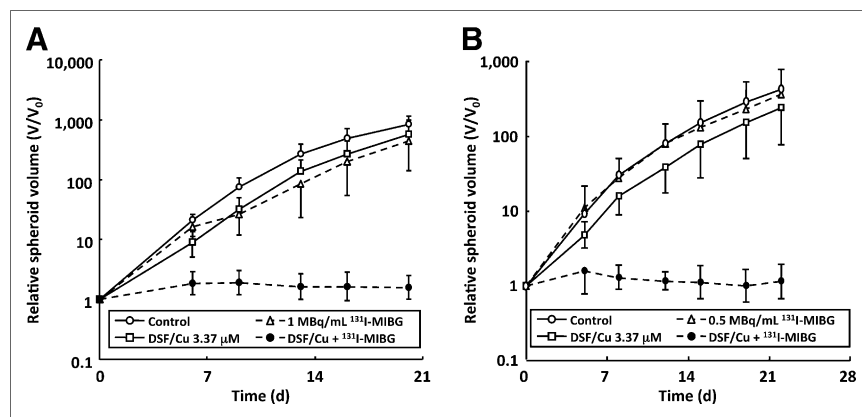 A
Relative spheroid volume (V/V₀)
10,000
1,000
100
10
1
0.1
Control
1 MBq/mL ¹³¹I-MIBG
DSF/Cu 3.37 μM
DSF/Cu + ¹³¹I-MIBG
0 7 14 21
Time (d)
B
Relative spheroid volume (V/V₀)
1,000
100
10
1
0.1
Control
0.5 MBq/mL ¹³¹I-MIBG
DSF/Cu 3.37 μM
DSF/Cu + ¹³¹I-MIBG
0 7 14 21 28
Time (d)